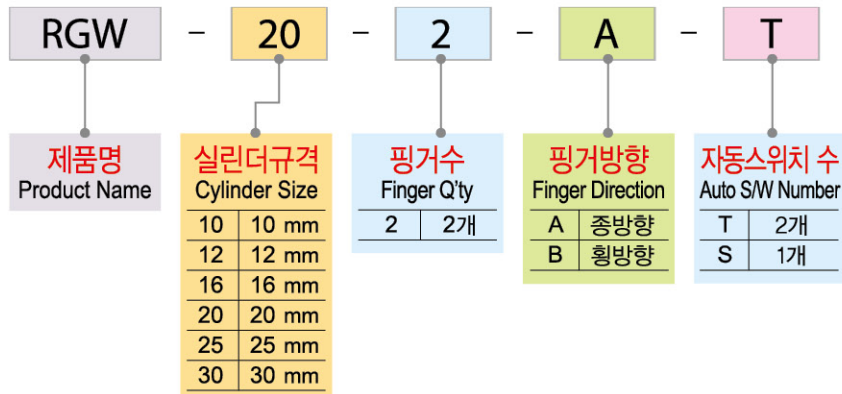 RGW - 20 - 2 - A - T
제품명
Product Name
실린더규격
Cylinder Size
10 10 mm
12 12 mm
16 16 mm
20 20 mm
25 25 mm
30 30 mm
핑거수
Finger Q'ty
2 2개
핑거방향
Finger Direction
A 종방향
B 횡방향
자동스위치 수
Auto S/W Number
T 2개
S 1개